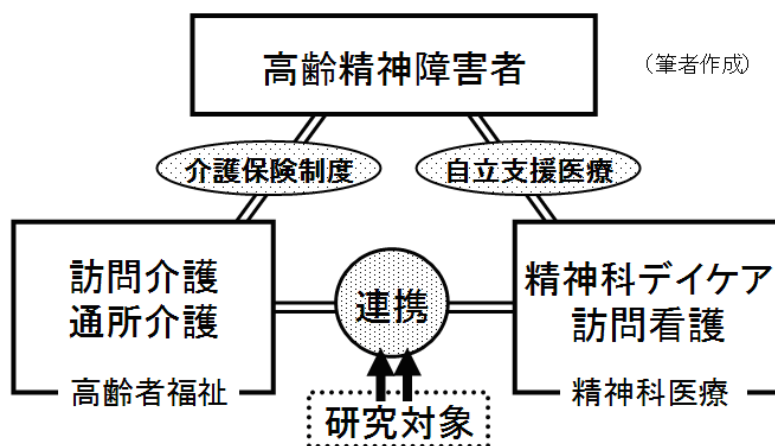 高齢精神障害者
（筆者作成）
介護保険制度
自立支援医療
訪問介護
通所介護
高齢者福祉
連携
精神科デイケア
訪問看護
精神科医療
研究対象